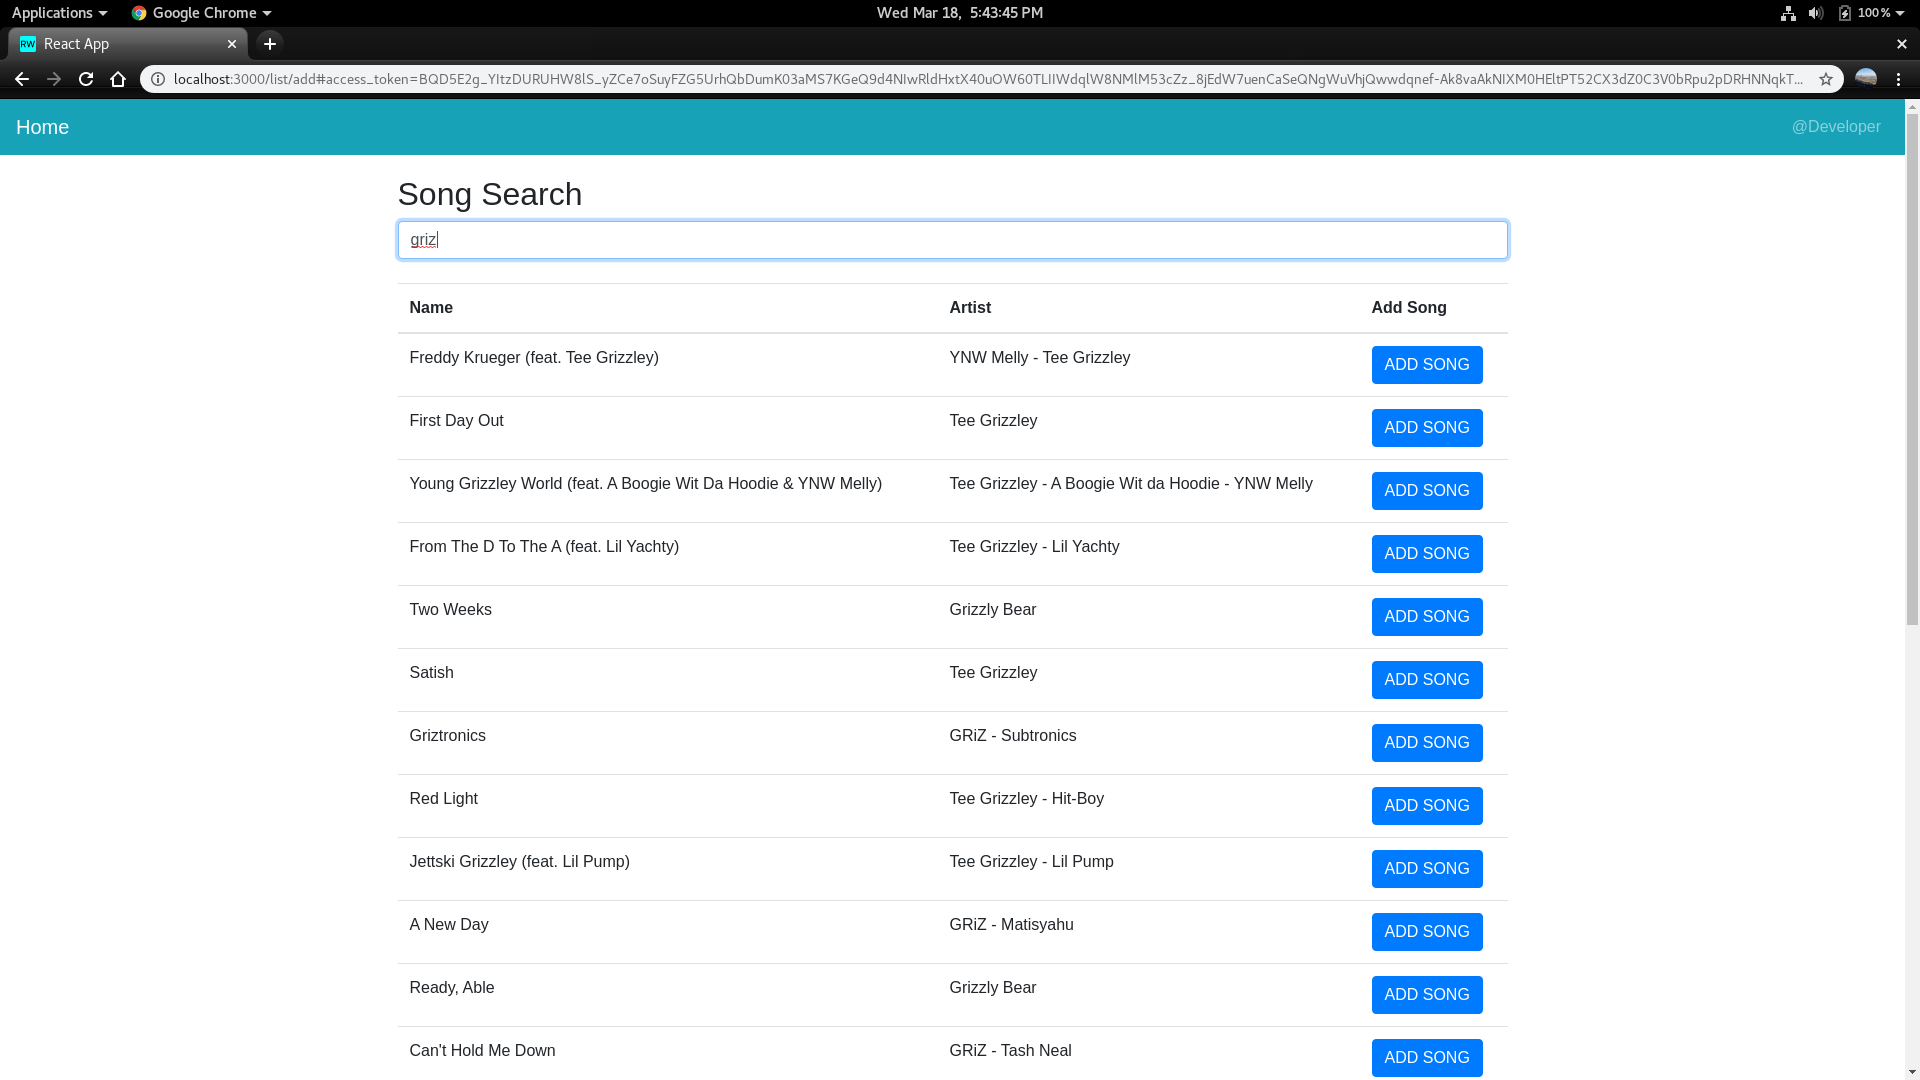 Applications Google Chrome Wed Mar 18, 5:43:45 PM 100%
RW React App
localhost:3000/list/add#access_token=BQD5E2g_YItzDURUHW8lS_yZCe7oSuyFZG5UrhQbDumK03aMS7KGeQ9d4NIwRldHxtX40uOW60TLIIWdqlW8NMlM53cZz_8jEdW7uenCaSeQNgWuVhjQwwdqnef-Ak8vaAkNIXM0HEltPT52CX3dZ0C3V0bRpu2pDRHNNqkT...
Home @Developer
Song Search
griz
Name Artist Add Song
Freddy Krueger (feat. Tee Grizzley) YNW Melly - Tee Grizzley ADD SONG
First Day Out Tee Grizzley ADD SONG
Young Grizzley World (feat. A Boogie Wit Da Hoodie & YNW Melly) Tee Grizzley - A Boogie Wit da Hoodie - YNW Melly ADD SONG
From The D To The A (feat. Lil Yachty) Tee Grizzley - Lil Yachty ADD SONG
Two Weeks Grizzly Bear ADD SONG
Satish Tee Grizzley ADD SONG
Griztronics GRiZ - Subtronics ADD SONG
Red Light Tee Grizzley - Hit-Boy ADD SONG
Jettski Grizzley (feat. Lil Pump) Tee Grizzley - Lil Pump ADD SONG
A New Day GRiZ - Matisyahu ADD SONG
Ready, Able Grizzly Bear ADD SONG
Can't Hold Me Down GRiZ - Tash Neal ADD SONG